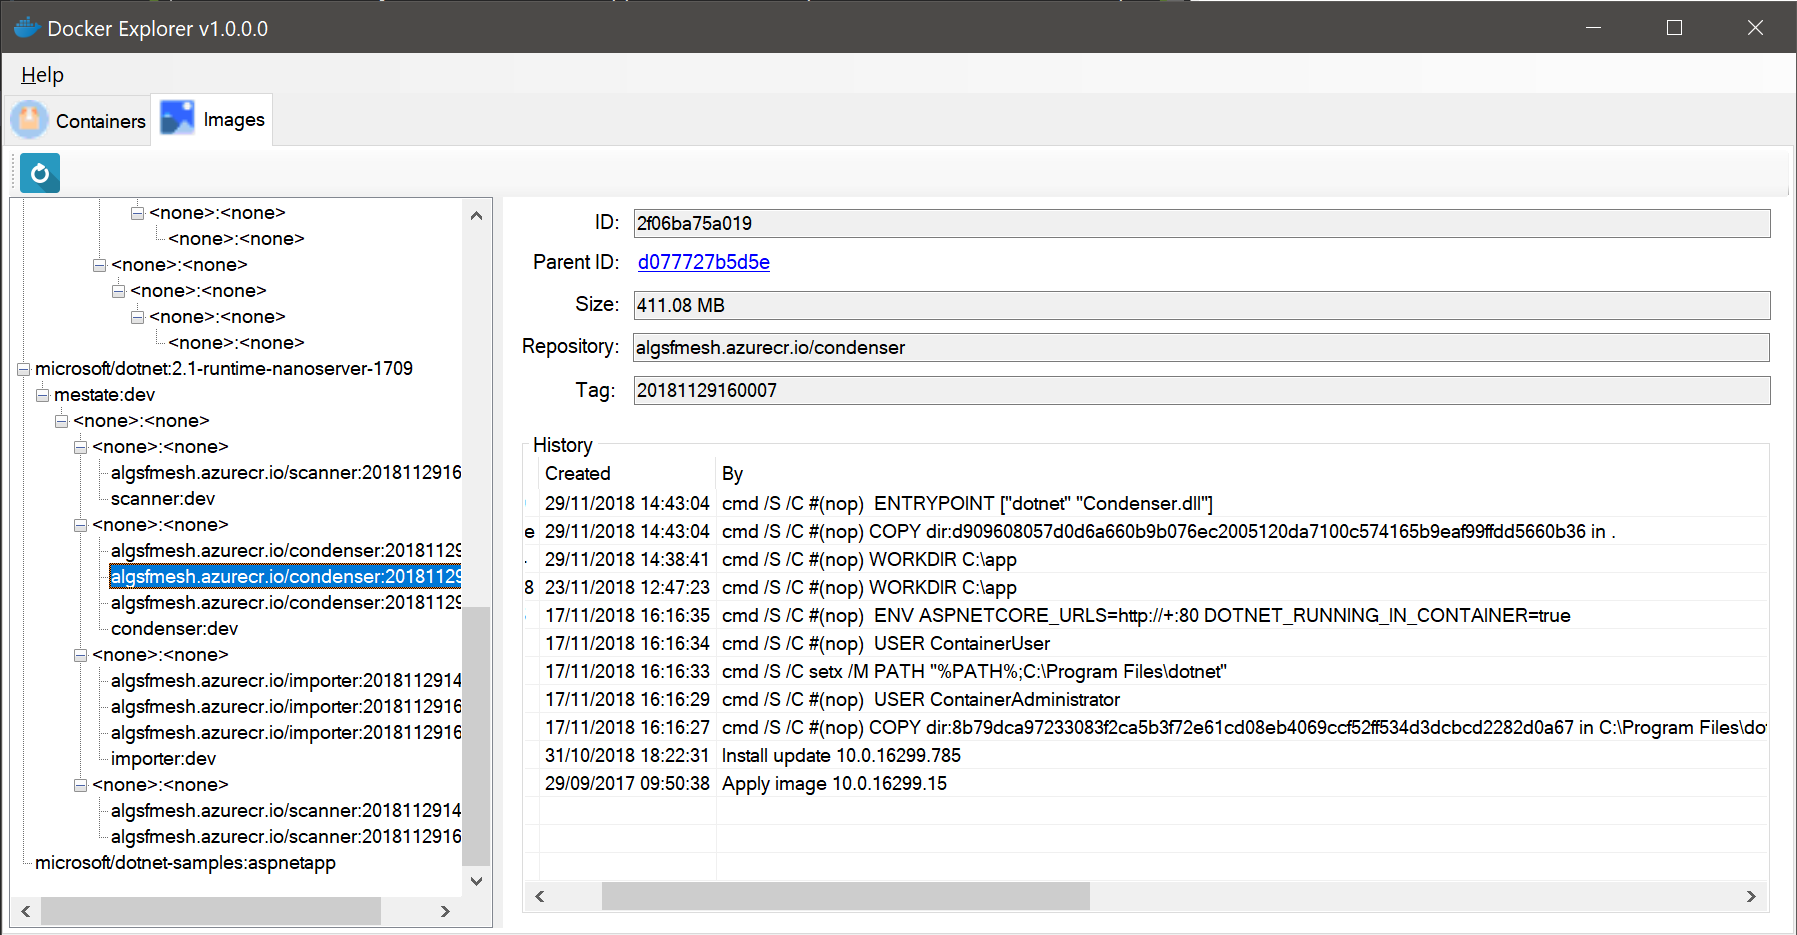 Docker Explorer v1.0.0.0
Help
Containers
Images
<none>:<none>
<none>:<none>
<none>:<none>
<none>:<none>
<none>:<none>
<none>:<none>
microsoft/dotnet:2.1-runtime-nanoserver-1709
mestate:dev
<none>:<none>
<none>:<none>
algsfmesh.azurecr.io/scanner:2018112916
scanner:dev
<none>:<none>
algsfmesh.azurecr.io/condenser:20181129
algsfmesh.azurecr.io/condenser:20181129
algsfmesh.azurecr.io/condenser:20181129
condenser:dev
<none>:<none>
algsfmesh.azurecr.io/importer:2018112914
algsfmesh.azurecr.io/importer:2018112916
algsfmesh.azurecr.io/importer:2018112916
importer:dev
<none>:<none>
algsfmesh.azurecr.io/scanner:2018112914
algsfmesh.azurecr.io/scanner:2018112916
microsoft/dotnet-samples:aspnetapp
ID: 2f06ba75a019
Parent ID: d077727b5d5e
Size: 411.08 MB
Repository: algsfmesh.azurecr.io/condenser
Tag: 20181129160007
History
Created By
29/11/2018 14:43:04 cmd /S /C #(nop)  ENTRYPOINT ["dotnet" "Condenser.dll"]
e 29/11/2018 14:43:04 cmd /S /C #(nop) COPY dir:d909608057d0d6a660b9b076ec2005120da7100c574165b9eaf99ffdd5660b36 in .
29/11/2018 14:38:41 cmd /S /C #(nop) WORKDIR C:\app
8 23/11/2018 12:47:23 cmd /S /C #(nop) WORKDIR C:\app
17/11/2018 16:16:35 cmd /S /C #(nop)  ENV ASPNETCORE_URLS=http://+:80 DOTNET_RUNNING_IN_CONTAINER=true
17/11/2018 16:16:34 cmd /S /C #(nop)  USER ContainerUser
17/11/2018 16:16:33 cmd /S /C setx /M PATH "%PATH%;C:\Program Files\dotnet"
17/11/2018 16:16:29 cmd /S /C #(nop)  USER ContainerAdministrator
17/11/2018 16:16:27 cmd /S /C #(nop) COPY dir:8b79dca97233083f2ca5b3f72e61cd08eb4069ccf52ff534d3dcbcd2282d0a67 in C:\Program Files\do
31/10/2018 18:22:31 Install update 10.0.16299.785
29/09/2017 09:50:38 Apply image 10.0.16299.15